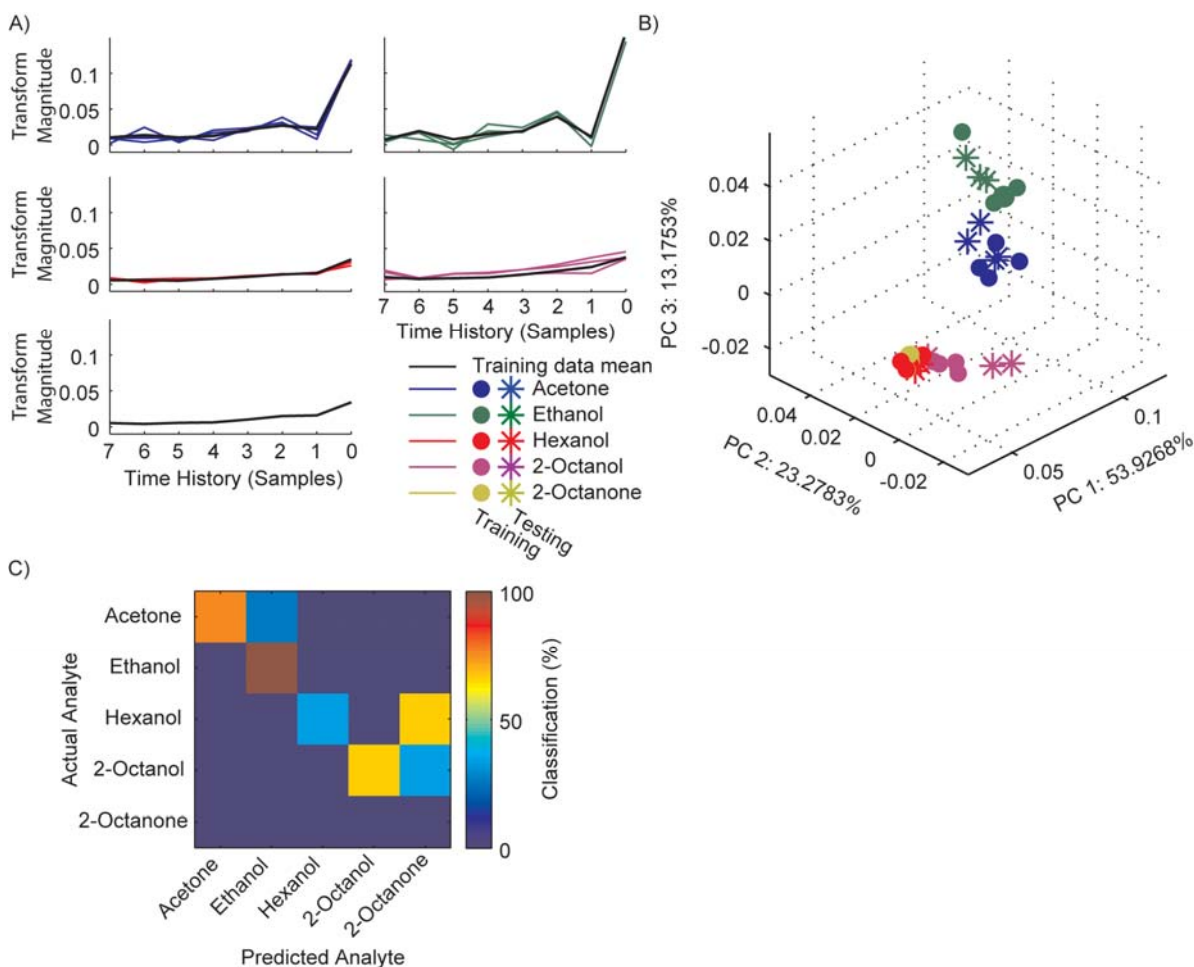 A)
Transform
Magnitude
0.1
0.05
0
Transform
Magnitude
0.1
0.05
0
7 6 5 4 3 2 1 0
Time History (Samples)
Transform
Magnitude
0.1
0.05
0
7 6 5 4 3 2 1 0
Time History (Samples)
Training data mean
Acetone
Ethanol
Hexanol
2-Octanol
2-Octanone
Training
Testing
B)
PC 3: 13.1753%
0.04
0.02
0
-0.02
PC 2: 23.2783%
0.04
0.02
0
-0.02
PC 1: 53.9268%
0.05
0.1
C)
Actual Analyte
Acetone
Ethanol
Hexanol
2-Octanol
2-Octanone
Acetone
Ethanol
Hexanol
2-Octanol
2-Octanone
Predicted Analyte
100
50
0
Classification (%)